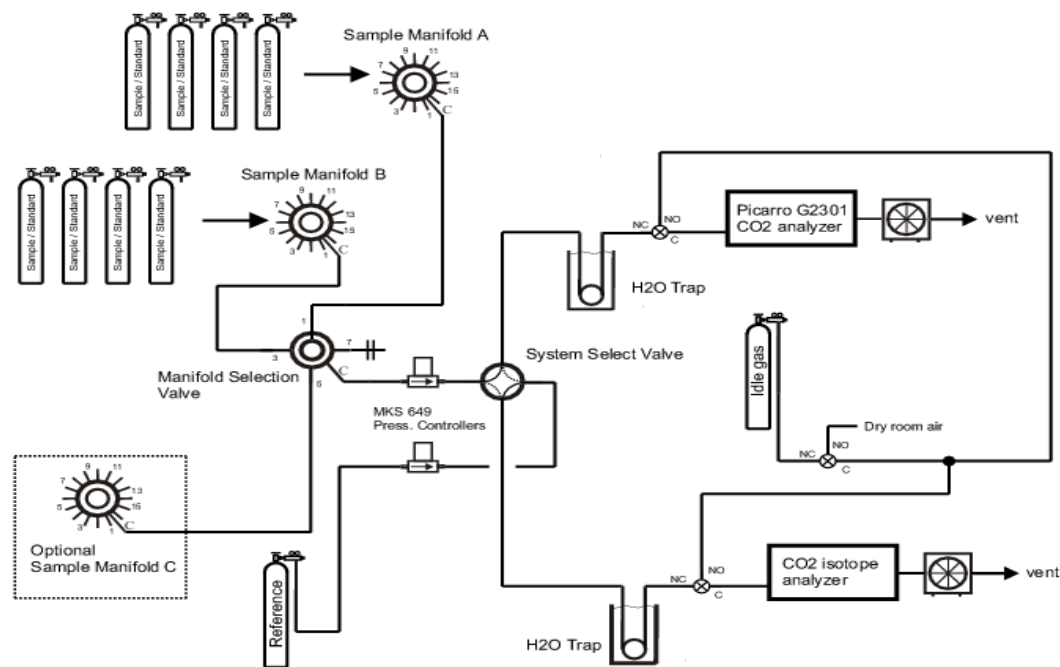 Sample / Standard
Sample / Standard
Sample / Standard
Sample / Standard
Sample Manifold A
1
3
5
7
9
11
13
15
C
Sample / Standard
Sample / Standard
Sample / Standard
Sample / Standard
Sample Manifold B
1
3
5
7
9
11
13
15
C
1
3
5
7
C
Manifold Selection
Valve
MKS 649
Press. Controllers
System Select Valve
H2O Trap
NC
NO
C
Picarro G2301
CO2 analyzer
vent
Idle gas
Dry room air
NC
NO
C
1
3
5
7
9
11
13
15
C
Optional
Sample Manifold C
Reference
H2O Trap
NC
NO
C
CO2 isotope
analyzer
vent